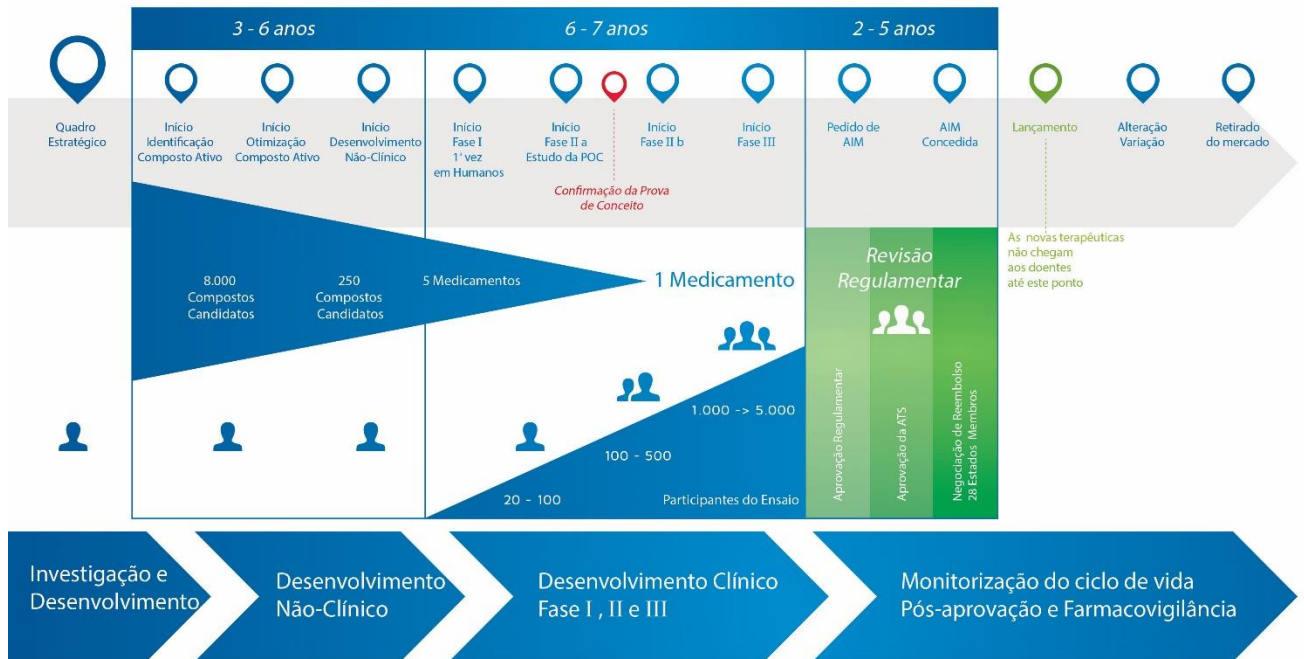 3 - 6 anos
6 - 7 anos
2 - 5 anos
Quadro
Estratégico
Início
Identificação
Composto Ativo
Início
Otimização
Composto Ativo
Início
Desenvolvimento
Não-Clínico
Início
Fase I
1ª vez
em Humanos
Início
Fase II a
Estudo da POC
Confirmação da Prova
de Conceito
Início
Fase II b
Início
Fase III
Pedido de
AIM
AIM
Concedida
Lançamento
Alteração
Variação
Retirado
do mercado
As novas terapêuticas
não chegam
aos doentes
até este ponto
8.000
Compostos
Candidatos
250
Compostos
Candidatos
5 Medicamentos
1 Medicamento
Revisão
Regulamentar
20 - 100
100 - 500
1.000 -> 5.000
Participantes do Ensaio
Aprovação Regulamentar
Aprovação da ATS
Negociação de Reembolso
28 Estados Membros
Investigação e
Desenvolvimento
Desenvolvimento
Não-Clínico
Desenvolvimento Clínico
Fase I , II e III
Monitorização do ciclo de vida
Pós-aprovação e Farmacovigilância